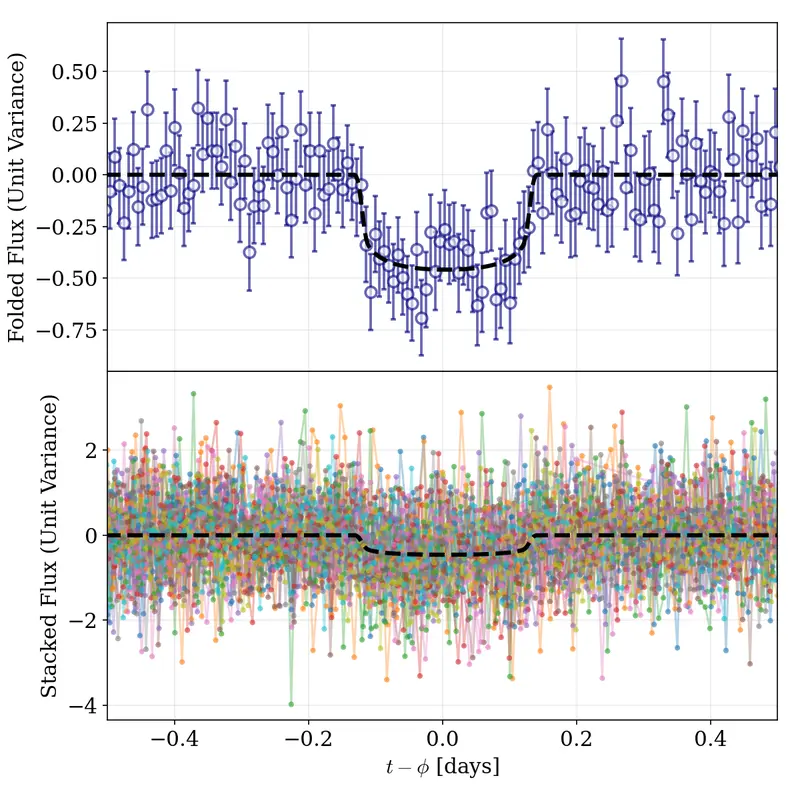 Folded Flux (Unit Variance)
0.50
0.25
0.00
−0.25
−0.50
−0.75
Stacked Flux (Unit Variance)
2
0
−2
−4
−0.4 −0.2 0.0 0.2 0.4
t − ϕ [days]